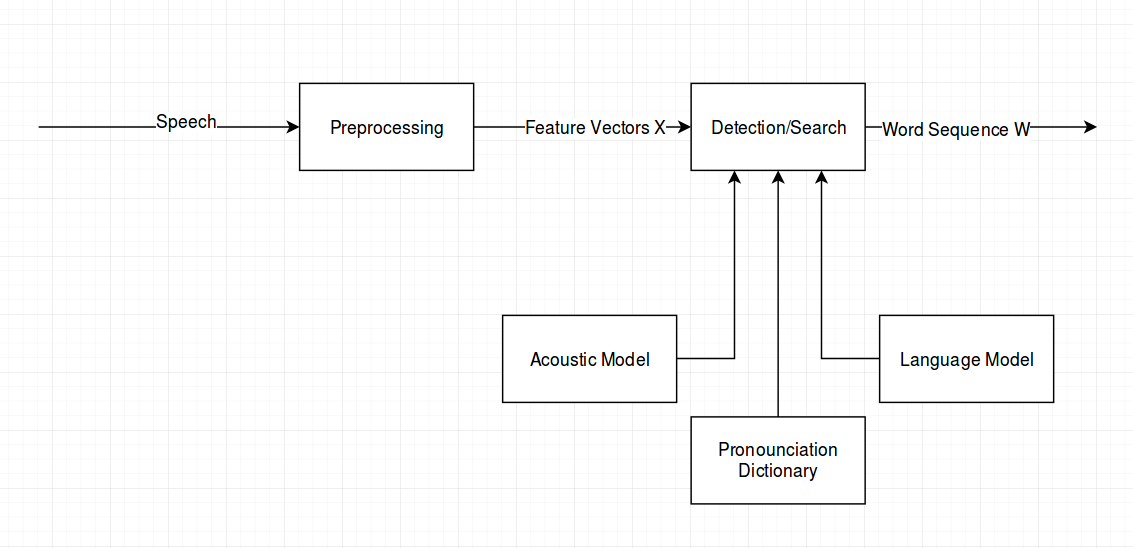 Speech
Preprocessing
Feature Vectors X
Detection/Search
Word Sequence W
Acoustic Model
Language Model
Pronounciation
Dictionary